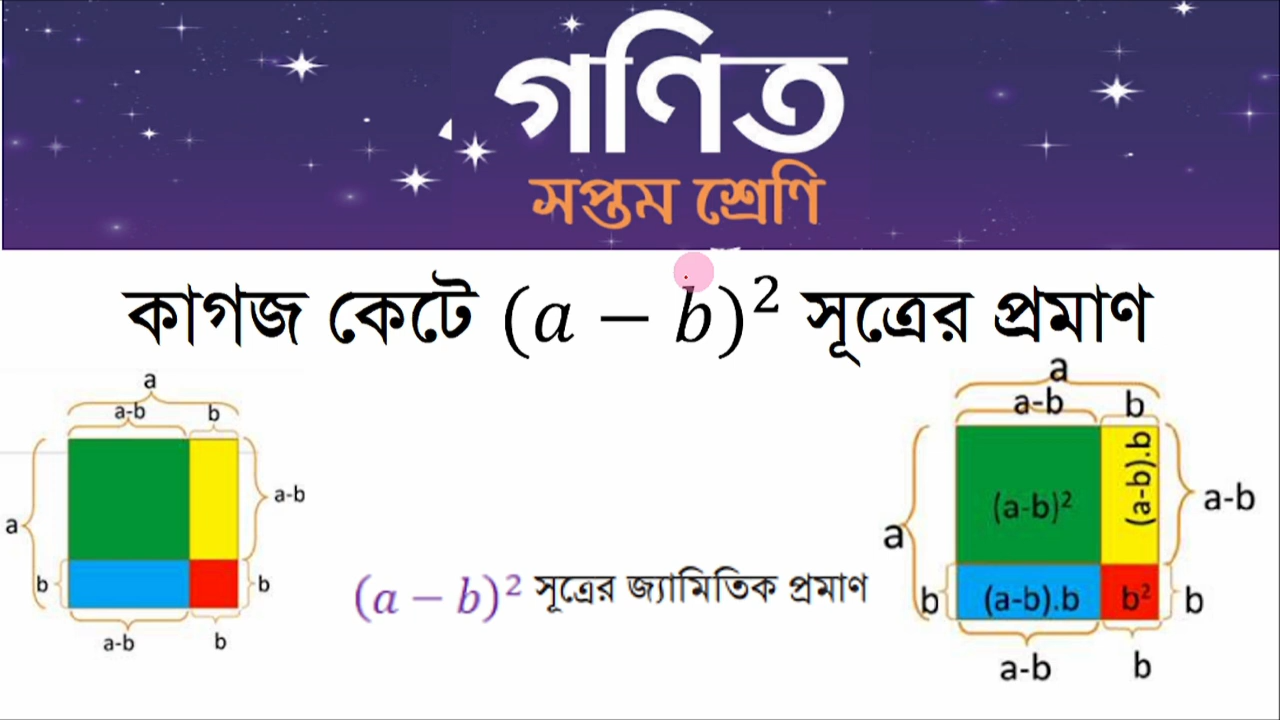 গণিত
সপ্তম শ্রেণি
কাগজ কেটে (a − b)² সূত্রের প্রমাণ
a
a-b b
a
a-b
b
b
a-b b
(a − b)² সূত্রের জ্যামিতিক প্রমাণ
a
a-b b
(a-b)²
(a-b).b
a
a-b
b
(a-b).b
b²
b
a-b b